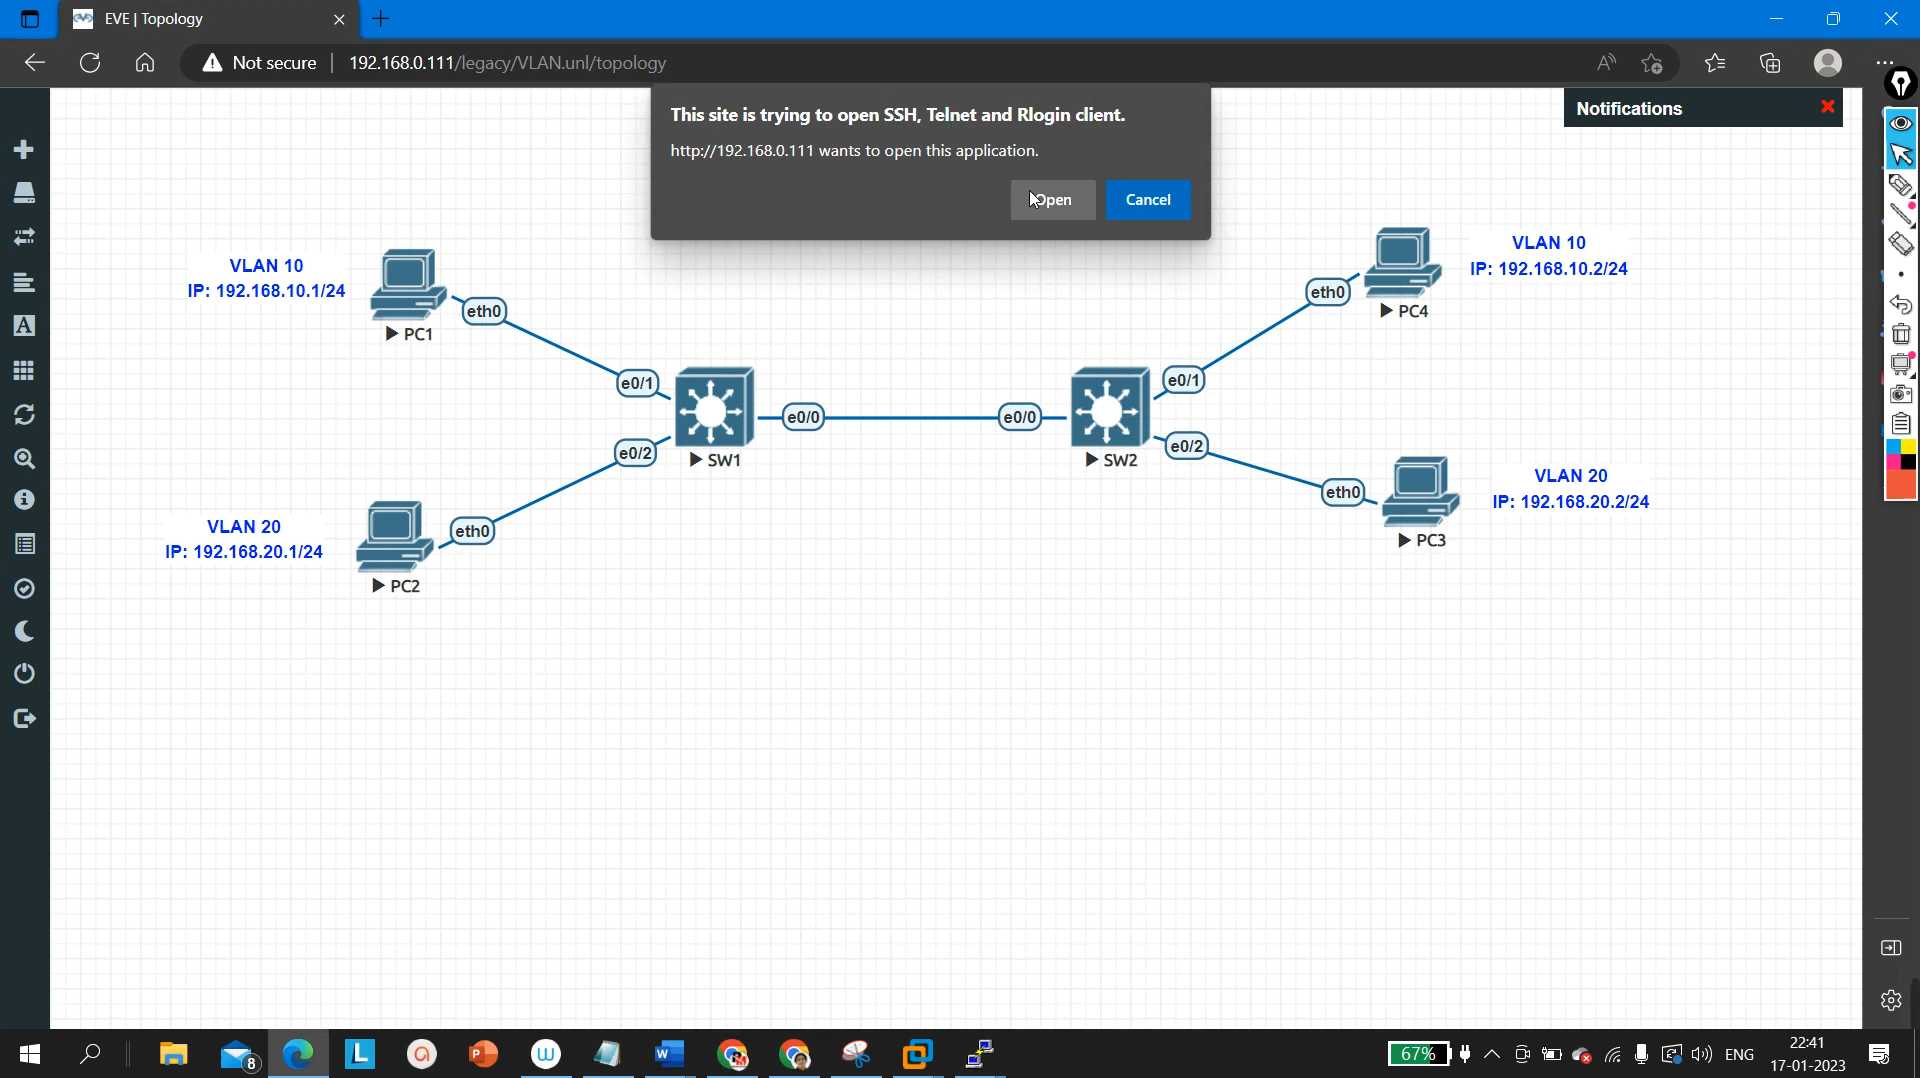 EVE | Topology
Not secure
192.168.0.111/legacy/VLAN.unl/topology
This site is trying to open SSH, Telnet and Rlogin client.
http://192.168.0.111 wants to open this application.
Open
Cancel
Notifications
VLAN 10
IP: 192.168.10.1/24
eth0
PC1
VLAN 10
IP: 192.168.10.2/24
eth0
PC4
e0/1
e0/0
e0/0
e0/1
e0/2
SW1
SW2
e0/2
VLAN 20
IP: 192.168.20.1/24
eth0
PC2
VLAN 20
IP: 192.168.20.2/24
eth0
PC3
8
67%
ENG
22:41
17-01-2023